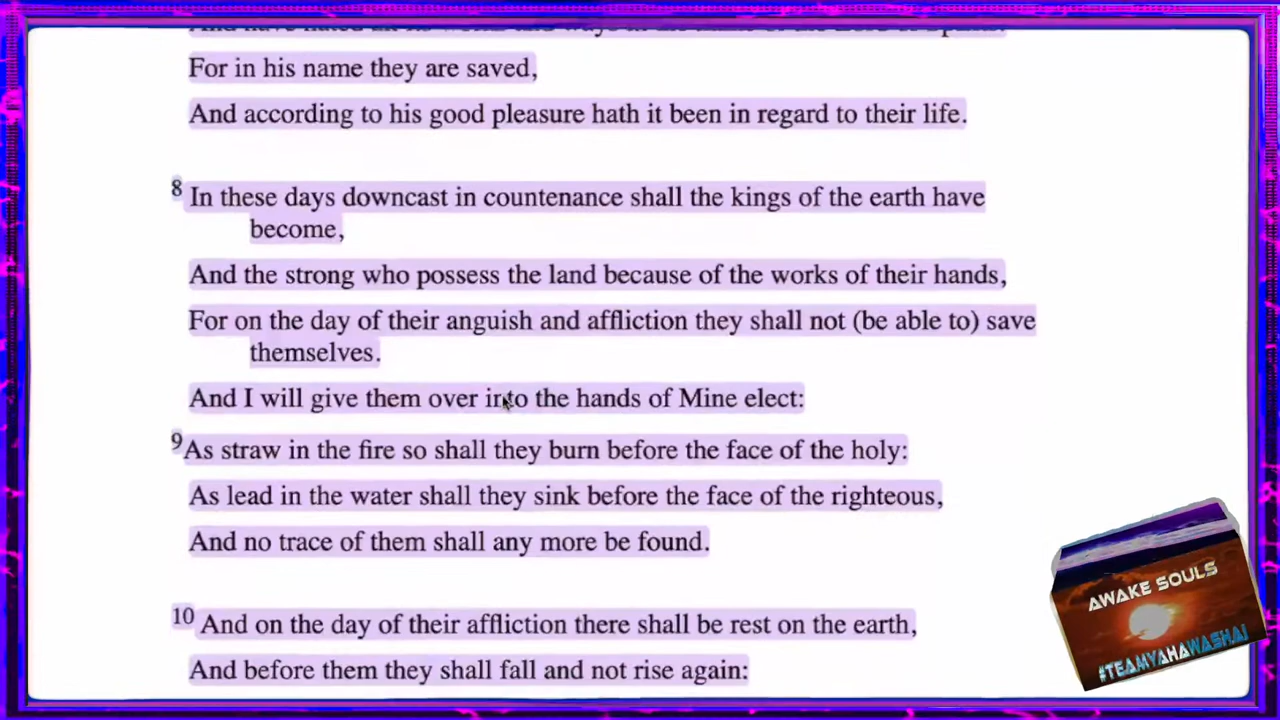 For in his name they are saved,
And according to his good pleasure hath it been in regard to their life.
8 In these days downcast in countenance shall the kings of the earth have
become,
And the strong who possess the land because of the works of their hands,
For on the day of their anguish and affliction they shall not (be able to) save
themselves.
And I will give them over into the hands of Mine elect:
9 As straw in the fire so shall they burn before the face of the holy:
As lead in the water shall they sink before the face of the righteous,
And no trace of them shall any more be found.
10 And on the day of their affliction there shall be rest on the earth,
And before them they shall fall and not rise again:
AWAKE SOULS
#TEAMYAHAWASHAI